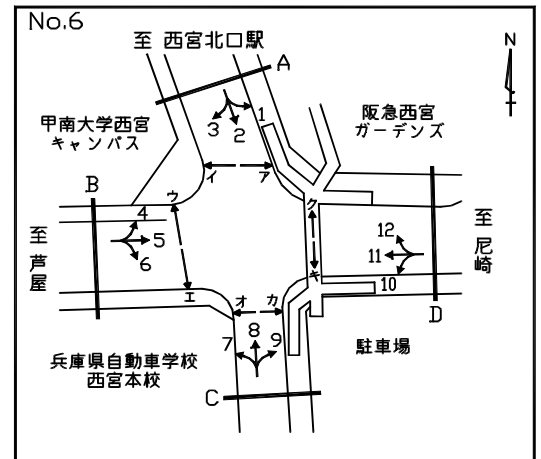 No.6
至 西宮北口駅
A
N
甲南大学西宮
キャンパス
阪急西宮
ガーデンズ
1
3
2
イ
ア
B
ウ
ク
4
5
6
12
11
10
至 芦屋
至 尼崎
エ
キ
オ
カ
D
7
8
9
兵庫県自動車学校
西宮本校
駐車場
C